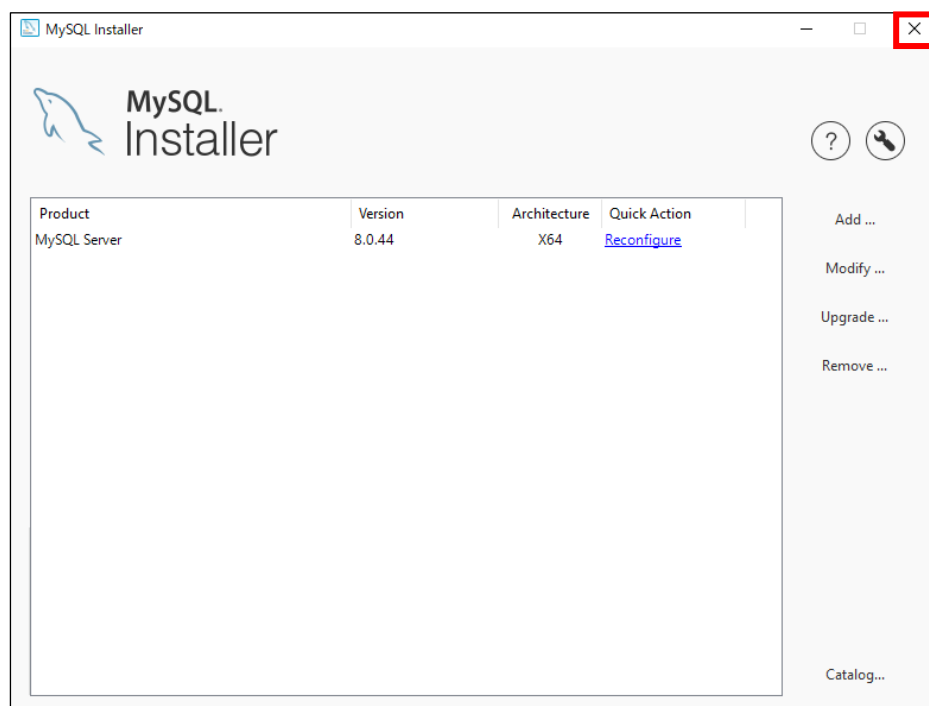 MySQL Installer
MySQL.
Installer
?
Product Version Architecture Quick Action
MySQL Server 8.0.44 X64 Reconfigure
Add ...
Modify ...
Upgrade ...
Remove ...
Catalog...